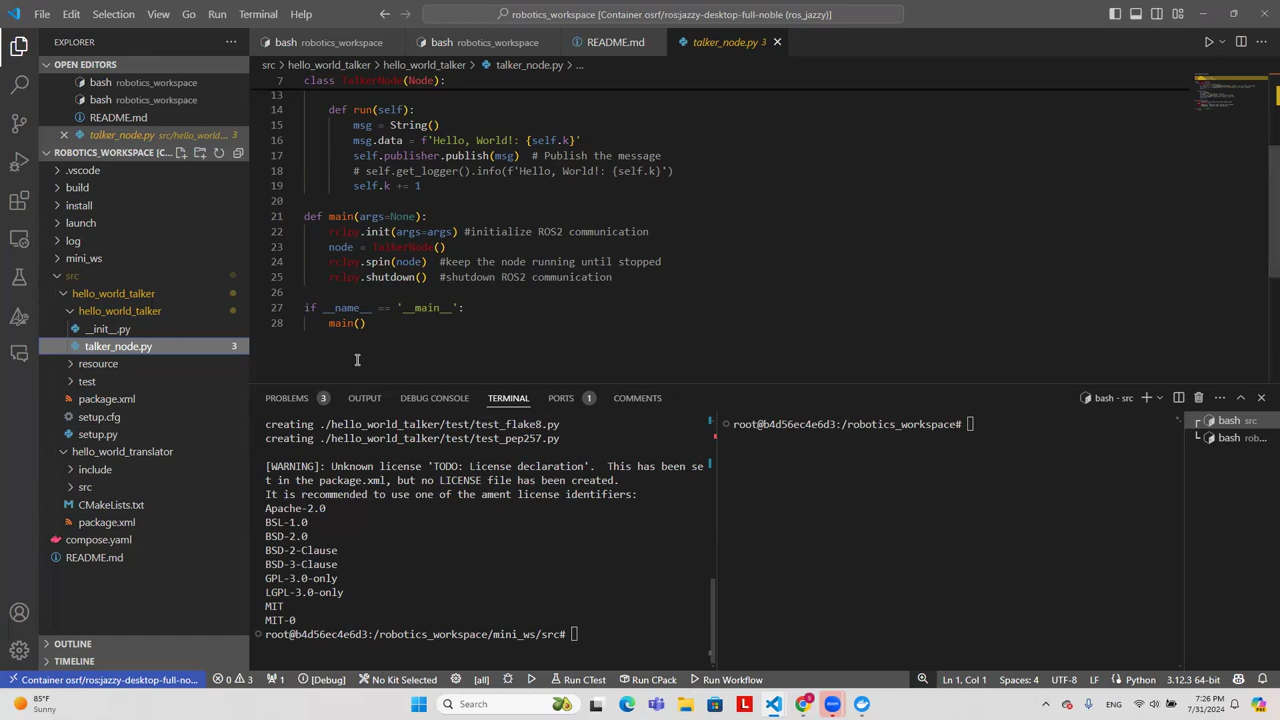 File Edit Selection View Go Run Terminal Help
robotics_workspace [Container osrf/ros:jazzy-desktop-full-noble (ros_jazzy)]
EXPLORER
OPEN EDITORS
bash robotics_workspace
bash robotics_workspace
README.md
talker_node.py src/hello_world... 3
ROBOTICS_WORKSPACE [C...
.vscode
build
install
launch
log
mini_ws
src
hello_world_talker
hello_world_talker
__init__.py
talker_node.py 3
resource
test
package.xml
setup.cfg
setup.py
hello_world_translator
include
src
CMakeLists.txt
package.xml
compose.yaml
README.md
OUTLINE
TIMELINE
bash robotics_workspace
bash robotics_workspace
README.md
talker_node.py 3
src > hello_world_talker > hello_world_talker > talker_node.py > ...
7 class TalkerNode(Node):
13
14 def run(self):
15 msg = String()
16 msg.data = f'Hello, World!: {self.k}'
17 self.publisher.publish(msg) # Publish the message
18 # self.get_logger().info(f'Hello, World!: {self.k}')
19 self.k += 1
20
21 def main(args=None):
22 rclpy.init(args=args) #initialize ROS2 communication
23 node = TalkerNode()
24 rclpy.spin(node) #keep the node running until stopped
25 rclpy.shutdown() #shutdown ROS2 communication
26
27 if __name__ == '__main__':
28 main()
PROBLEMS 3 OUTPUT DEBUG CONSOLE TERMINAL PORTS 1 COMMENTS
bash - src
creating ./hello_world_talker/test/test_flake8.py
creating ./hello_world_talker/test/test_pep257.py
[WARNING]: Unknown license 'TODO: License declaration'. This has been se
t in the package.xml, but no LICENSE file has been created.
It is recommended to use one of the ament license identifiers:
Apache-2.0
BSL-1.0
BSD-2.0
BSD-2-Clause
BSD-3-Clause
GPL-3.0-only
LGPL-3.0-only
MIT
MIT-0
root@b4d56ec4e6d3:/robotics_workspace/mini_ws/src#
root@b4d56ec4e6d3:/robotics_workspace#
bash src
bash rob...
Container osrf/ros:jazzy-desktop-full-no... 0 3 1 [Debug] No Kit Selected [all] Run CTest Run CPack Run Workflow Ln 1, Col 1 Spaces: 4 UTF-8 LF Python 3.12.3 64-bit
85°F
Sunny
Search
7:26 PM
7/31/2024